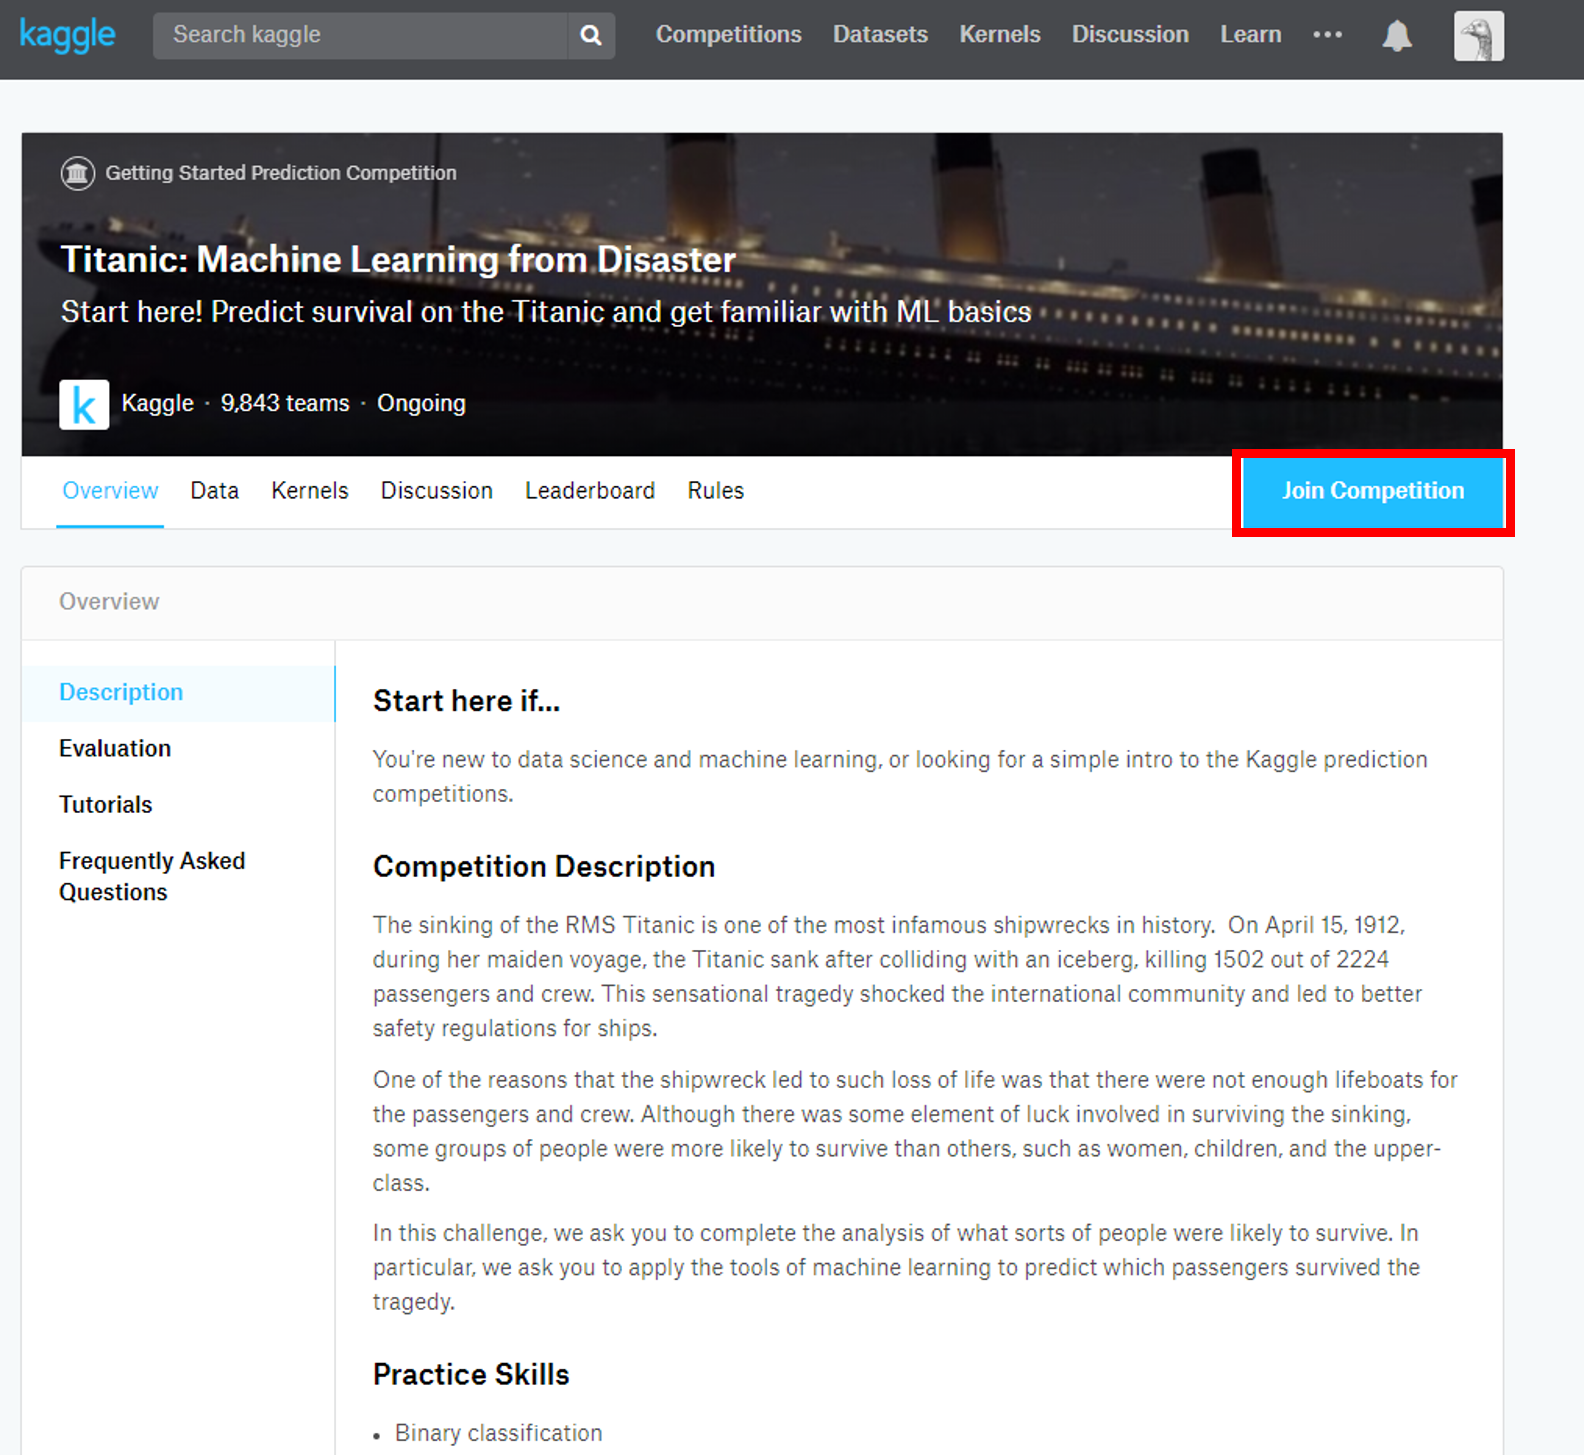 kaggle
Search kaggle
Competitions Datasets Kernels Discussion Learn •••
Getting Started Prediction Competition
Titanic: Machine Learning from Disaster
Start here! Predict survival on the Titanic and get familiar with ML basics
k
Kaggle · 9,843 teams · Ongoing
Overview Data Kernels Discussion Leaderboard Rules Join Competition
Overview
Description
Evaluation
Tutorials
Frequently Asked
Questions
Start here if...
You're new to data science and machine learning, or looking for a simple intro to the Kaggle prediction
competitions.
Competition Description
The sinking of the RMS Titanic is one of the most infamous shipwrecks in history.  On April 15, 1912,
during her maiden voyage, the Titanic sank after colliding with an iceberg, killing 1502 out of 2224
passengers and crew. This sensational tragedy shocked the international community and led to better
safety regulations for ships.
One of the reasons that the shipwreck led to such loss of life was that there were not enough lifeboats for
the passengers and crew. Although there was some element of luck involved in surviving the sinking,
some groups of people were more likely to survive than others, such as women, children, and the upper-
class.
In this challenge, we ask you to complete the analysis of what sorts of people were likely to survive. In
particular, we ask you to apply the tools of machine learning to predict which passengers survived the
tragedy.
Practice Skills
• Binary classification